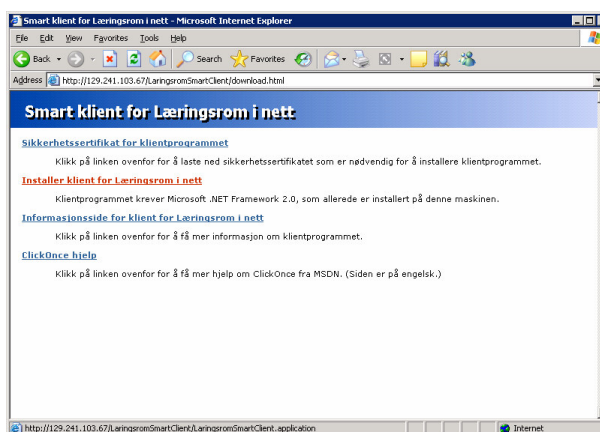 Smart klient for Læringsrom i nett - Microsoft Internet Explorer
File Edit View Favorites Tools Help
Back Search Favorites
Address http://129.241.103.67/LaringsromSmartClient/download.html
Smart klient for Læringsrom i nett
Sikkerhetssertifikat for klientprogrammet
Klikk på linken ovenfor for å laste ned sikkerhetssertifikatet som er nødvendig for å installere klientprogrammet.
Installer klient for Læringsrom i nett
Klientprogrammet krever Microsoft .NET Framework 2.0, som allerede er installert på denne maskinen.
Informasjonsside for klient for Læringsrom i nett
Klikk på linken ovenfor for å få mer informasjon om klientprogrammet.
ClickOnce hjelp
Klikk på linken ovenfor for å få mer hjelp om ClickOnce fra MSDN. (Siden er på engelsk.)
http://129.241.103.67/LaringsromSmartClient/LaringsromSmartClient.application Internet